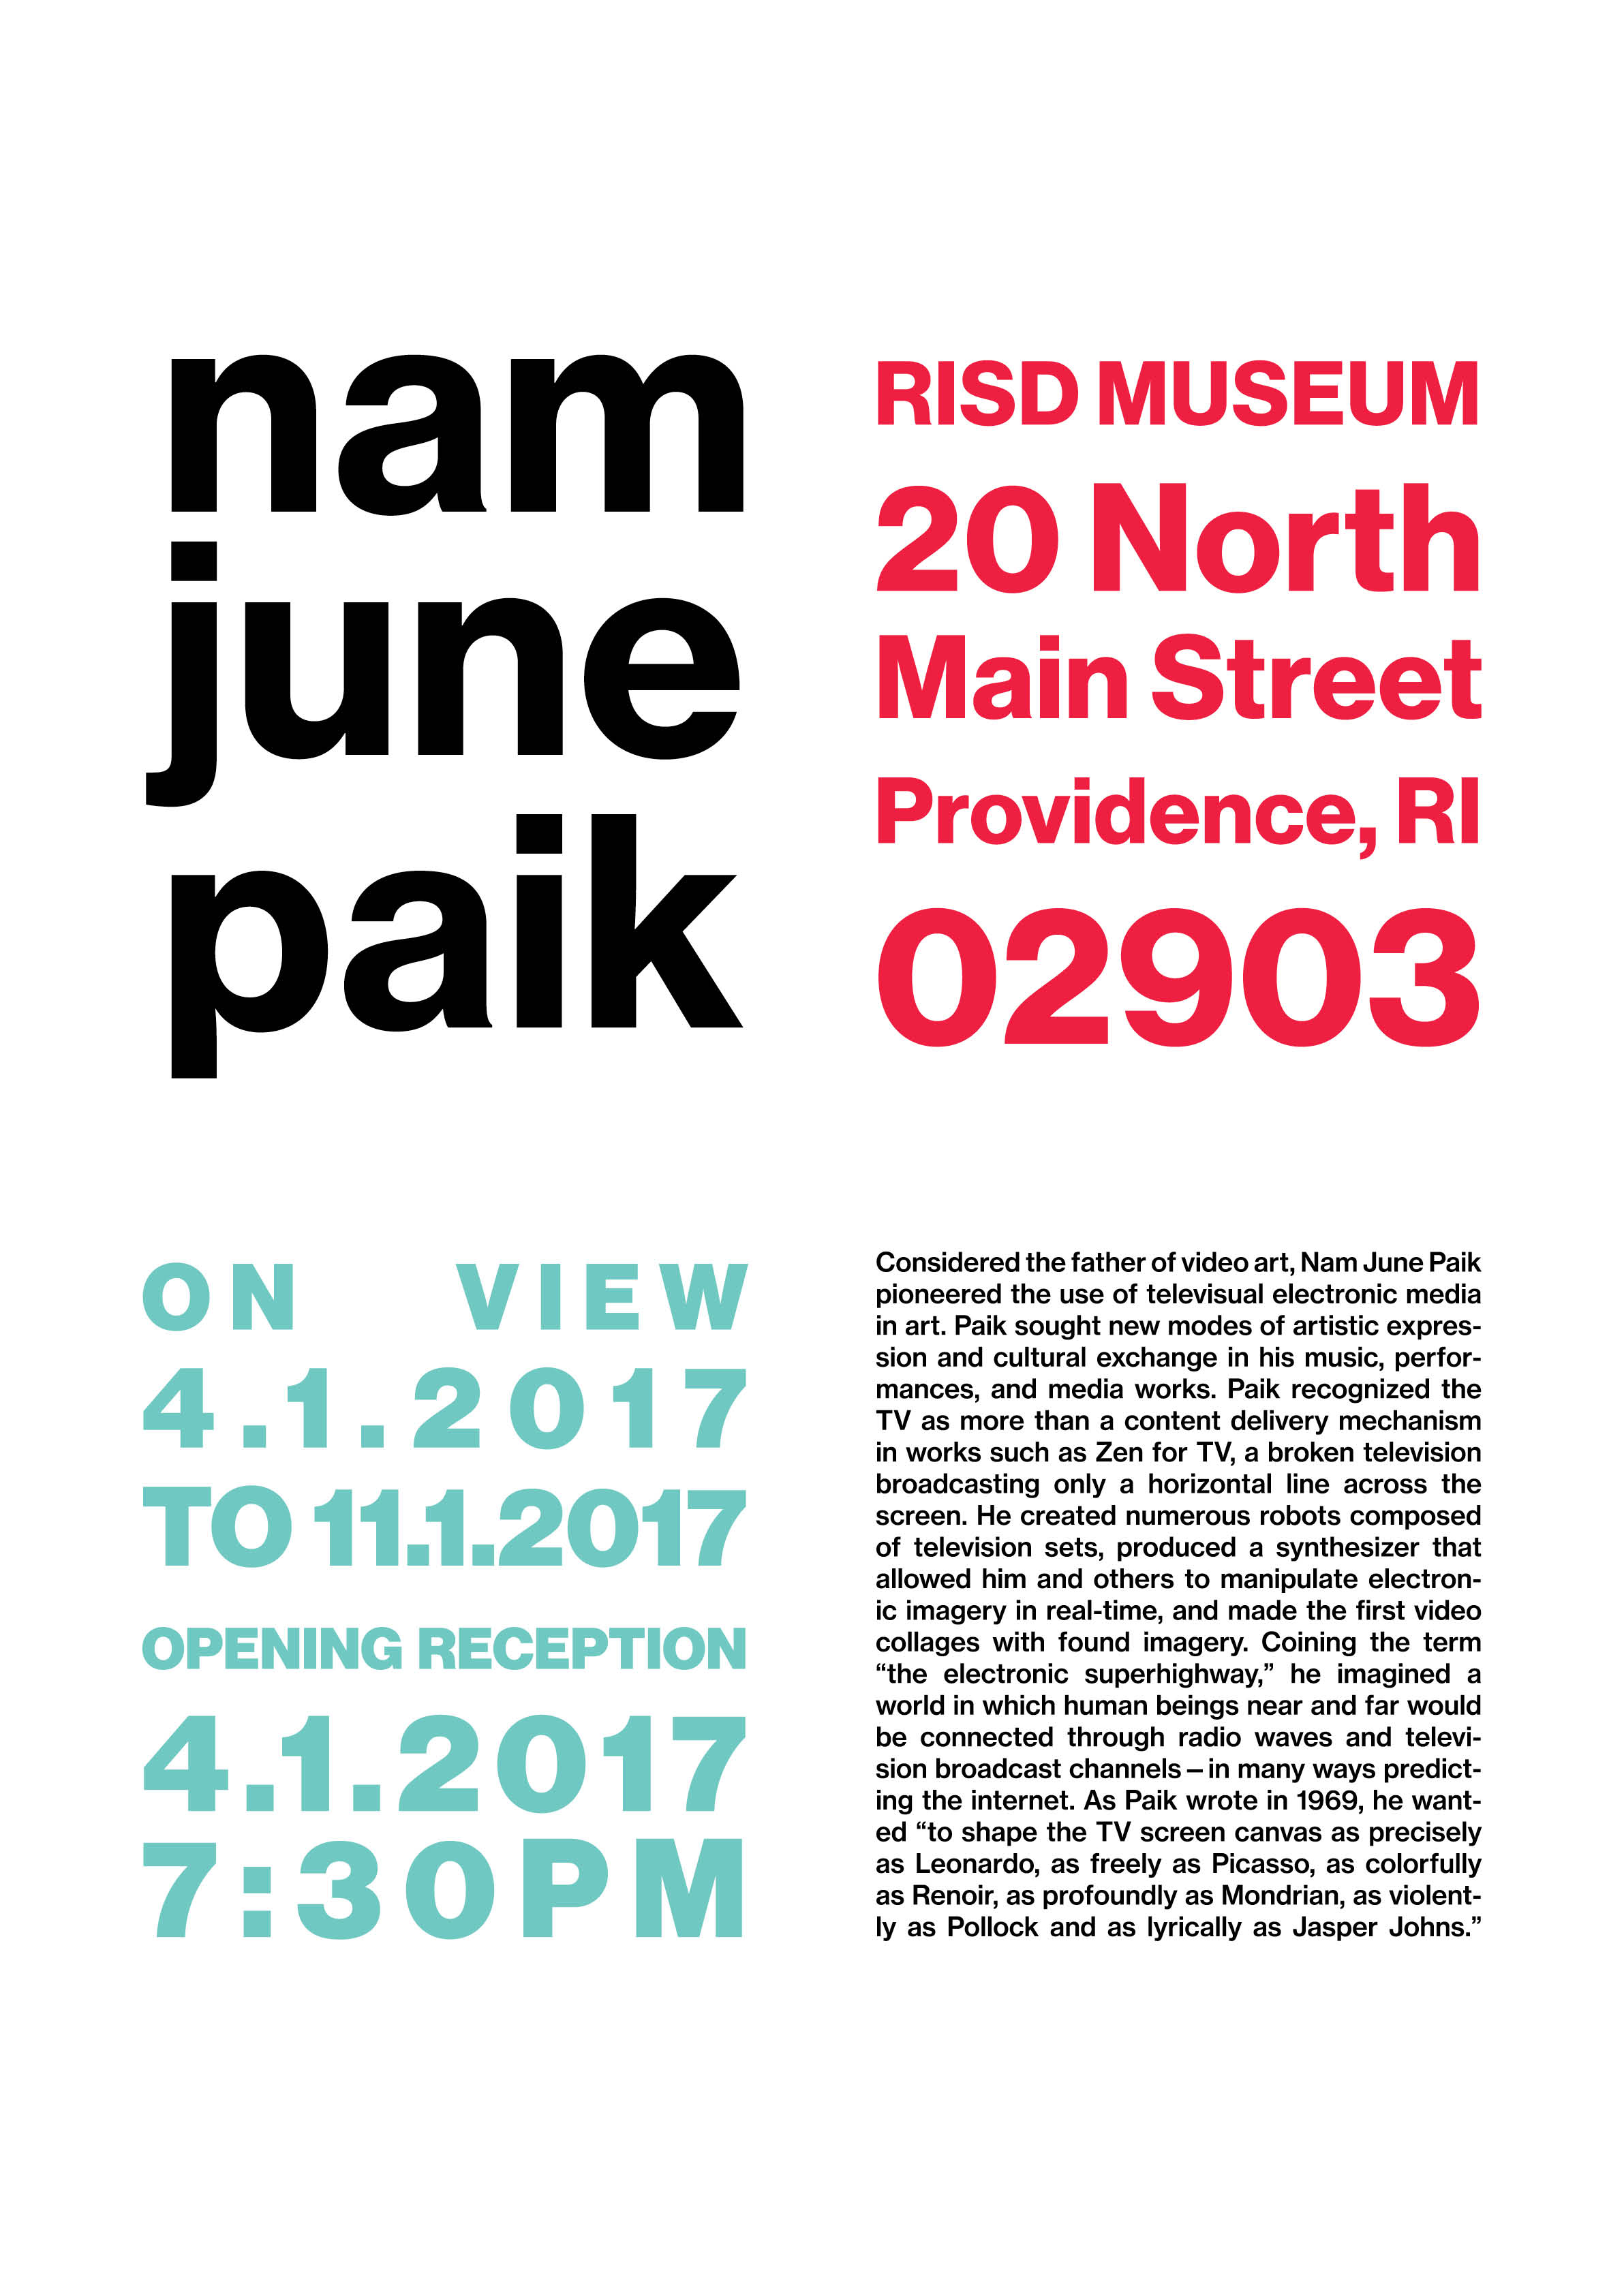 nam
june
paik
RISD MUSEUM
20 North
Main Street
Providence, RI
02903
ON VIEW
4.1.2017
TO 11.1.2017
OPENING RECEPTION
4.1.2017
7:30PM
Considered the father of video art, Nam June Paik
pioneered the use of televisual electronic media
in art. Paik sought new modes of artistic expres-
sion and cultural exchange in his music, perfor-
mances, and media works. Paik recognized the
TV as more than a content delivery mechanism
in works such as Zen for TV, a broken television
broadcasting only a horizontal line across the
screen. He created numerous robots composed
of television sets, produced a synthesizer that
allowed him and others to manipulate electron-
ic imagery in real-time, and made the first video
collages with found imagery. Coining the term
“the electronic superhighway,” he imagined a
world in which human beings near and far would
be connected through radio waves and televi-
sion broadcast channels – in many ways predict-
ing the internet. As Paik wrote in 1969, he want-
ed “to shape the TV screen canvas as precisely
as Leonardo, as freely as Picasso, as colorfully
as Renoir, as profoundly as Mondrian, as violent-
ly as Pollock and as lyrically as Jasper Johns.”